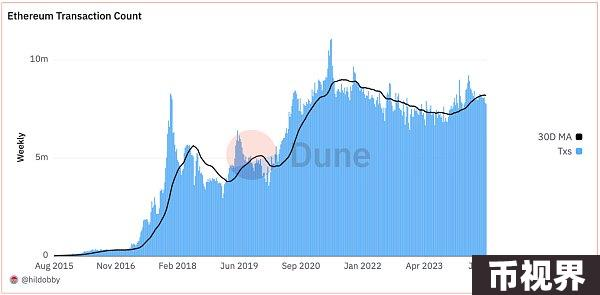 Ethereum Transaction Count
10m
5m
0
Weekly
Dune
30D MA
Txs
Aug 2015 Nov 2016 Feb 2018 Jun 2019 Sep 2020 Jan 2022 Apr 2023
@hildobby
币视界